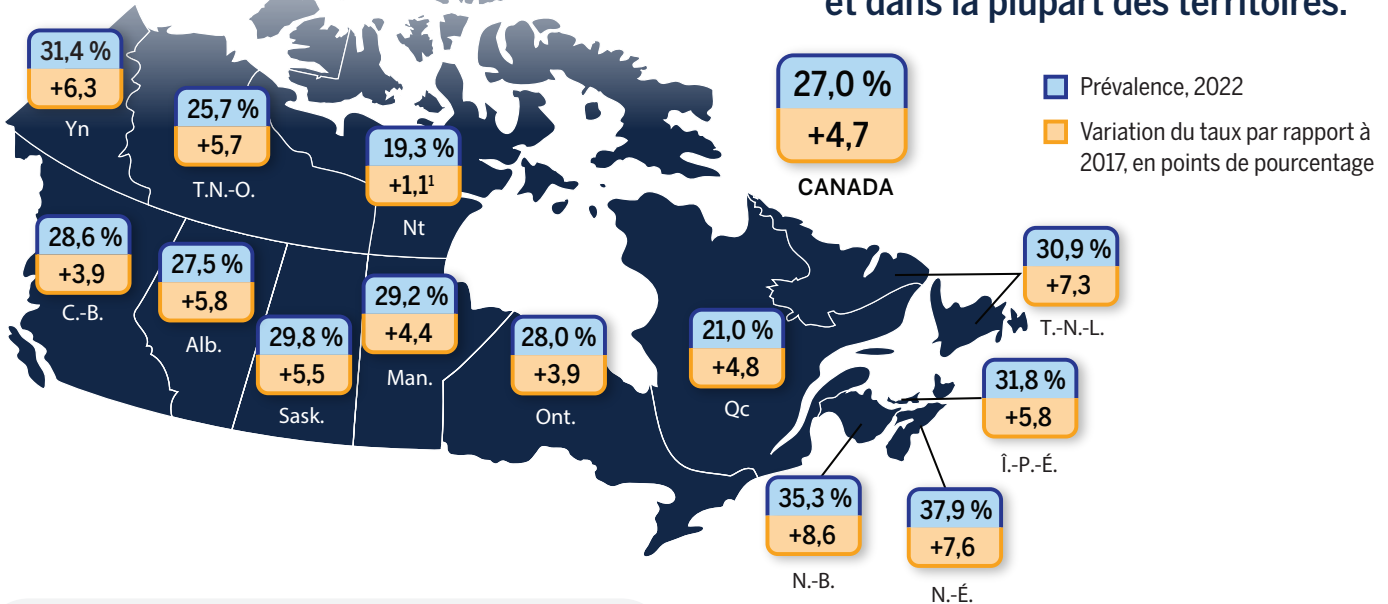 et dans la plupart des territoires.
31,4 %
+6,3
Yn
25,7 %
+5,7
T.N.-O.
19,3 %
+1,1¹
Nt
27,0 %
+4,7
CANADA
Prévalence, 2022
Variation du taux par rapport à
2017, en points de pourcentage
28,6 %
+3,9
C.-B.
27,5 %
+5,8
Alb.
29,8 %
+5,5
Sask.
29,2 %
+4,4
Man.
28,0 %
+3,9
Ont.
21,0 %
+4,8
Qc
30,9 %
+7,3
T.-N.-L.
31,8 %
+5,8
Î.-P.-É.
35,3 %
+8,6
N.-B.
37,9 %
+7,6
N.-É.